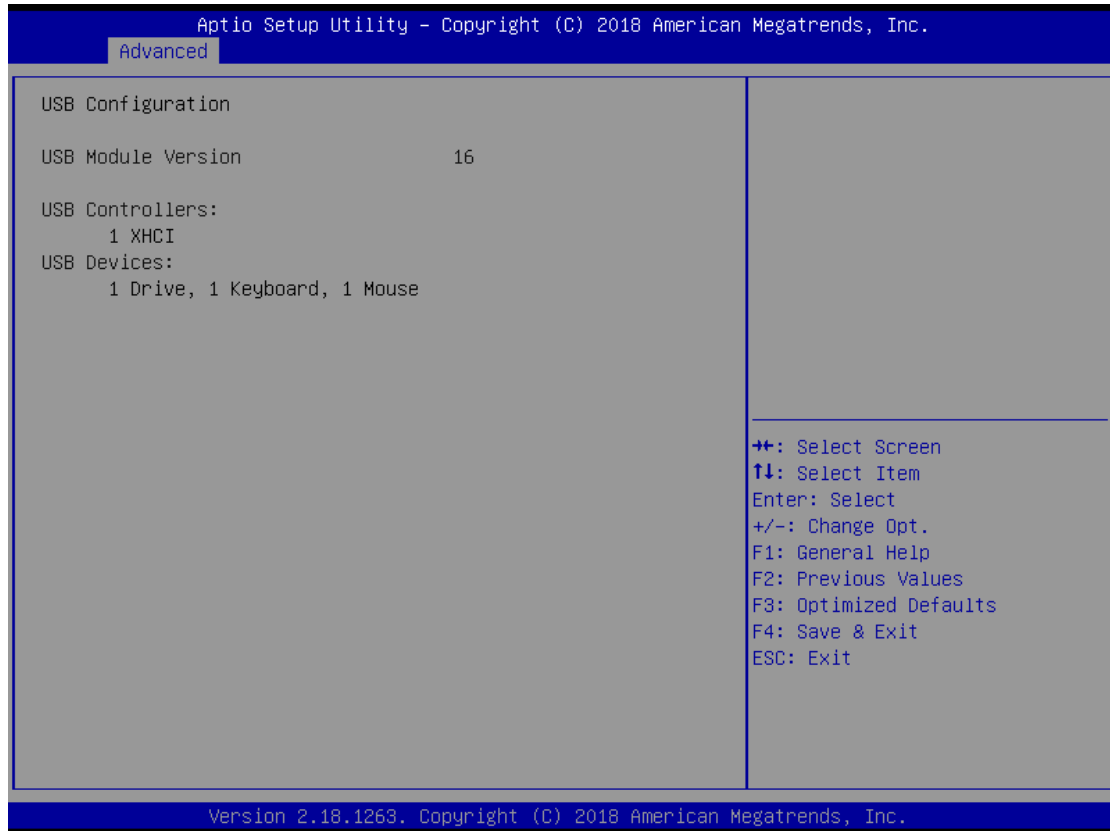 Aptio Setup Utility – Copyright (C) 2018 American Megatrends, Inc.
Advanced
USB Configuration
USB Module Version 16
USB Controllers:
1 XHCI
USB Devices:
1 Drive, 1 Keyboard, 1 Mouse
→←: Select Screen
↑↓: Select Item
Enter: Select
+/-: Change Opt.
F1: General Help
F2: Previous Values
F3: Optimized Defaults
F4: Save & Exit
ESC: Exit
Version 2.18.1263. Copyright (C) 2018 American Megatrends, Inc.